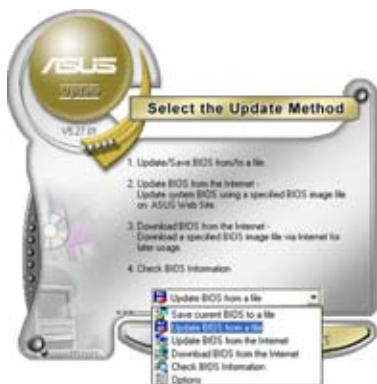 ASUS
Update
V5.27.01
Select the Update Method
1. Update/Save BIOS from/to a file.
2. Update BIOS from the Internet -
Update system BIOS using a specified BIOS image file
on ASUS Web Site.
3. Download BIOS from the Internet -
Download a specified BIOS image file via Internet for
later usage.
4. Check BIOS Information
Update BIOS from a file
Save current BIOS to a file
Update BIOS from a file
Update BIOS from the Internet
Download BIOS from the Internet
Check BIOS Information
Options